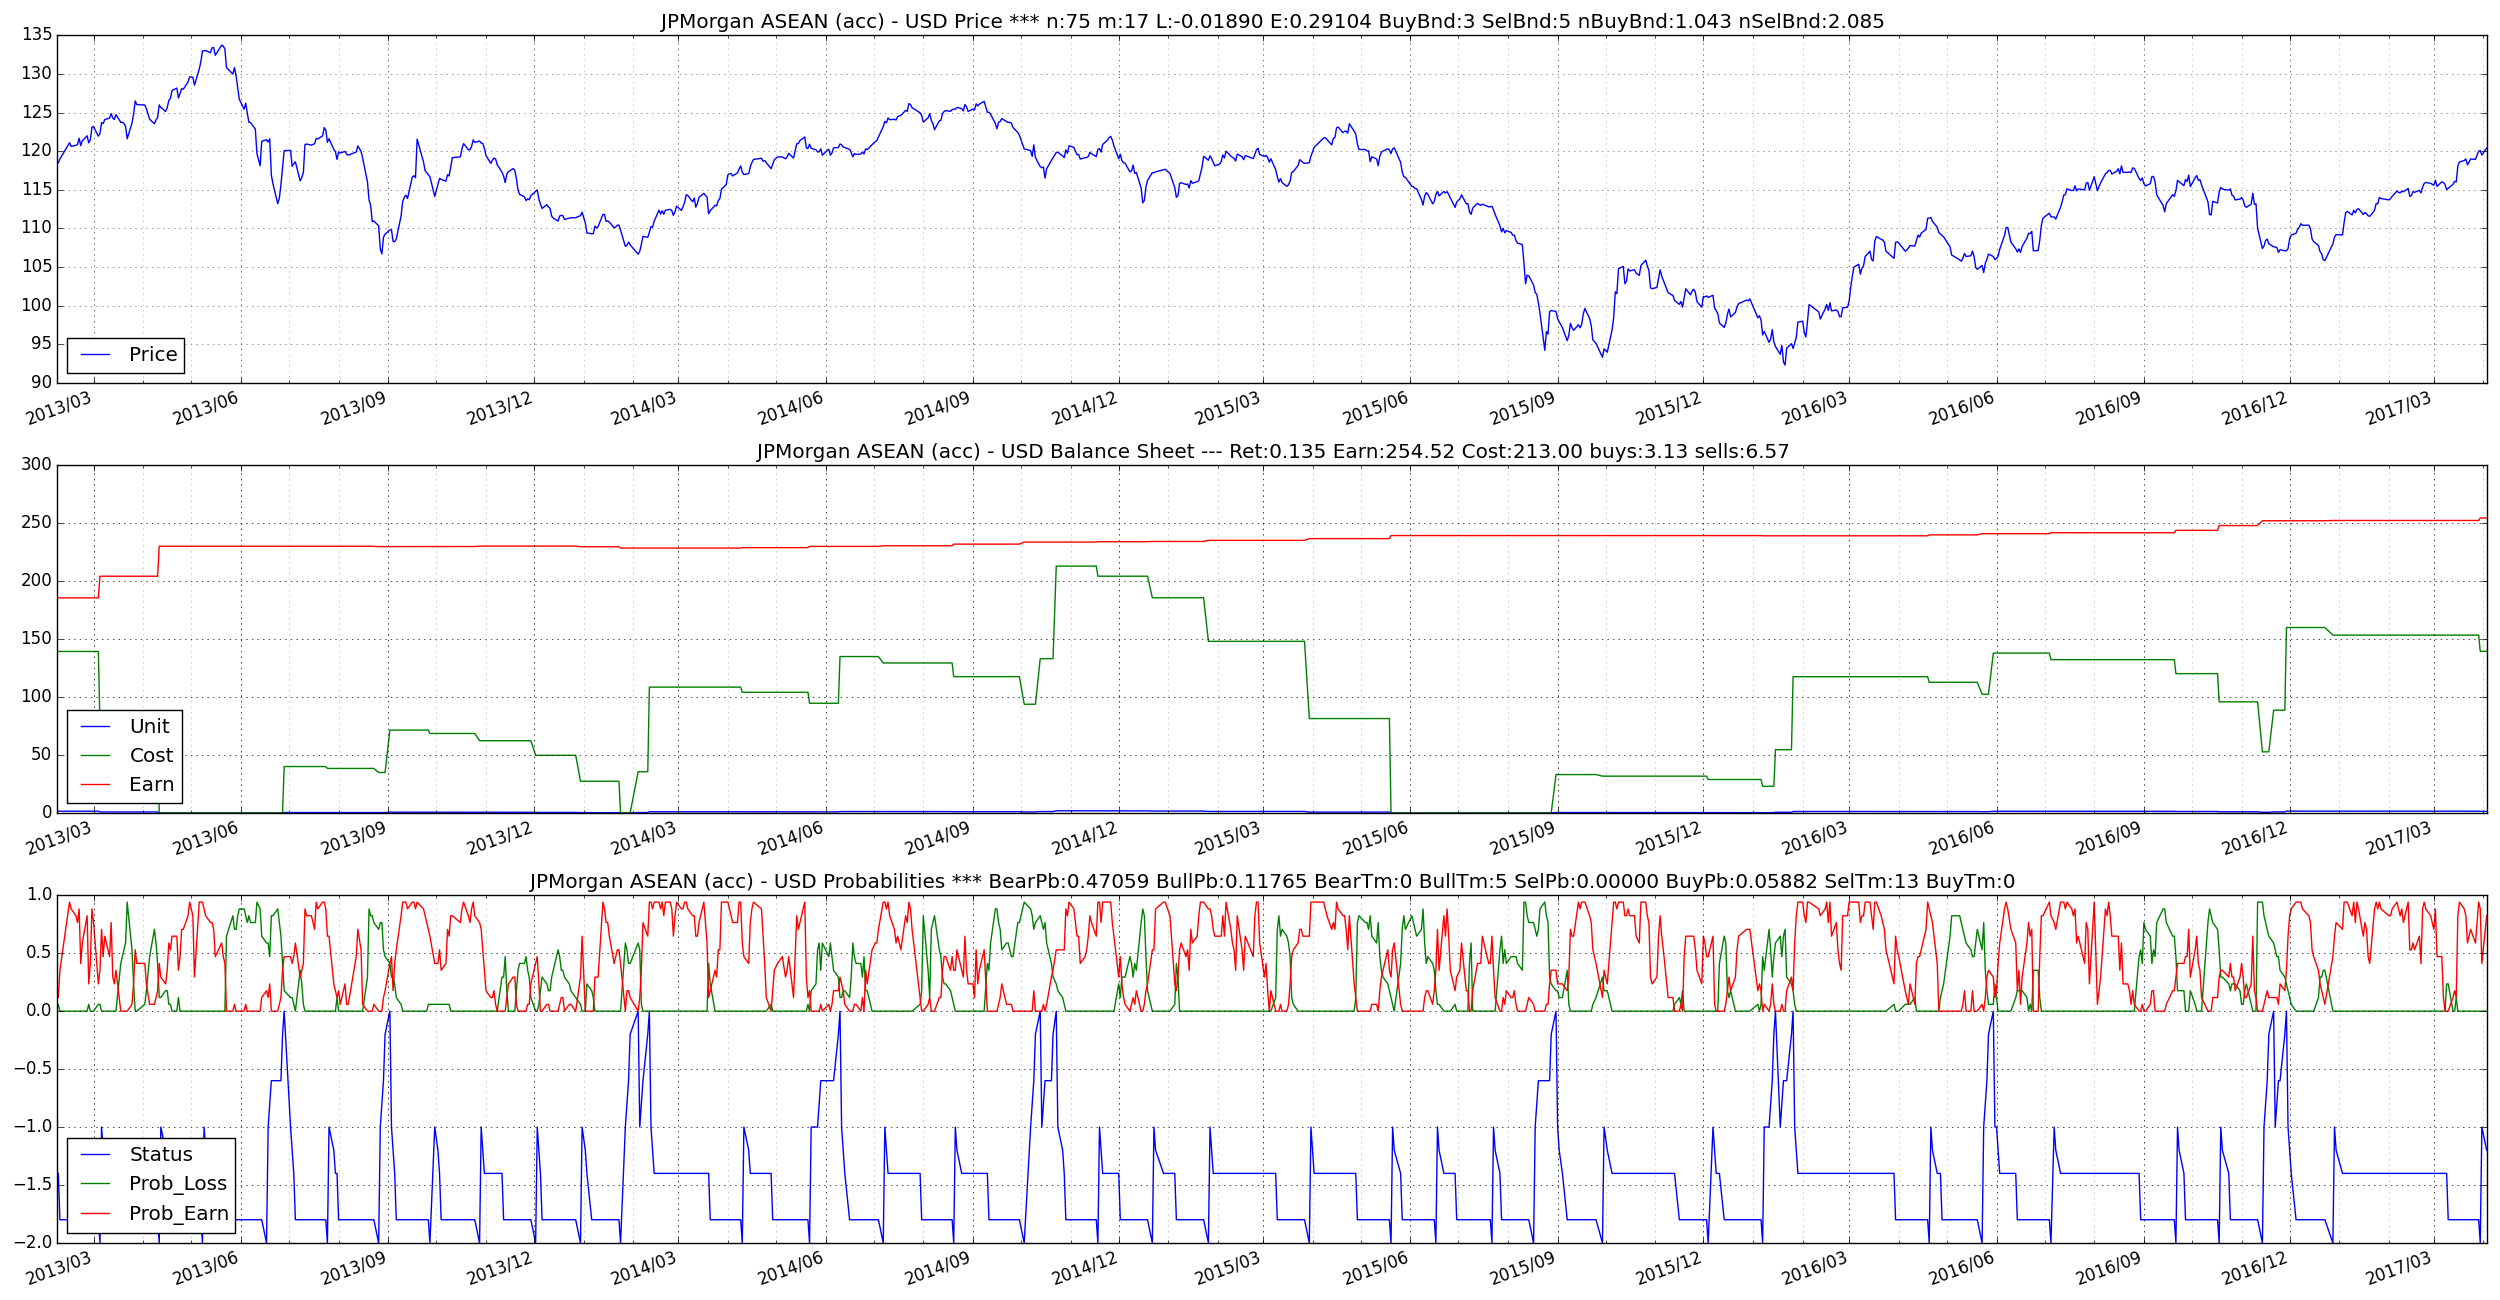 JPMorgan ASEAN (acc) - USD Price *** n:75 m:17 L:-0.01890 E:0.29104 BuyBnd:3 SelBnd:5 nBuyBnd:1.043 nSelBnd:2.085
135
130
125
120
115
110
105
100
95
90
Price
2013/03 2013/06 2013/09 2013/12 2014/03 2014/06 2014/09 2014/12 2015/03 2015/06 2015/09 2015/12 2016/03 2016/06 2016/09 2016/12 2017/03
JPMorgan ASEAN (acc) - USD Balance Sheet --- Ret:0.135 Earn:254.52 Cost:213.00 buys:3.13 sells:6.57
300
250
200
150
100
50
0
Unit
Cost
Earn
2013/03 2013/06 2013/09 2013/12 2014/03 2014/06 2014/09 2014/12 2015/03 2015/06 2015/09 2015/12 2016/03 2016/06 2016/09 2016/12 2017/03
JPMorgan ASEAN (acc) - USD Probabilities *** BearPb:0.47059 BullPb:0.11765 BearTm:0 BullTm:5 SelPb:0.00000 BuyPb:0.05882 SelTm:13 BuyTm:0
1.0
0.5
0.0
−0.5
−1.0
−1.5
−2.0
Status
Prob_Loss
Prob_Earn
2013/03 2013/06 2013/09 2013/12 2014/03 2014/06 2014/09 2014/12 2015/03 2015/06 2015/09 2015/12 2016/03 2016/06 2016/09 2016/12 2017/03